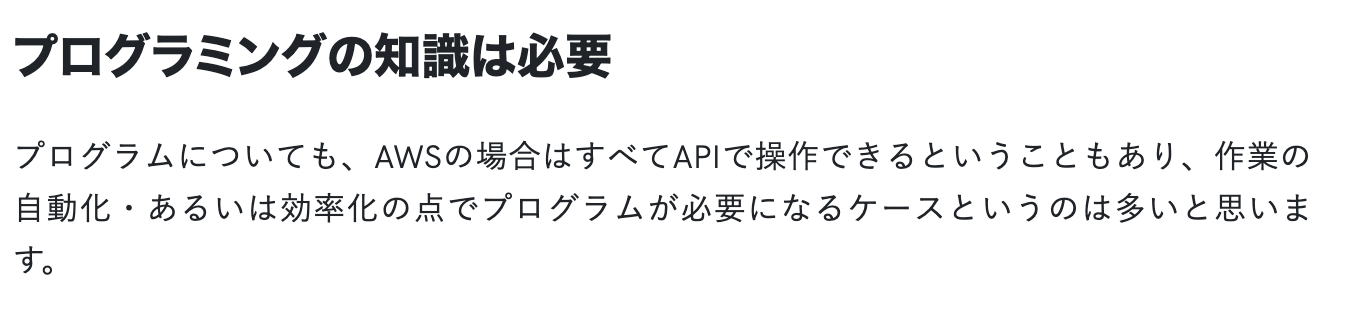 プログラミングの知識は必要
プログラムについても、AWSの場合はすべてAPIで操作できるということもあり、作業の
自動化・あるいは効率化の点でプログラムが必要になるケースというのは多いと思いま
す。